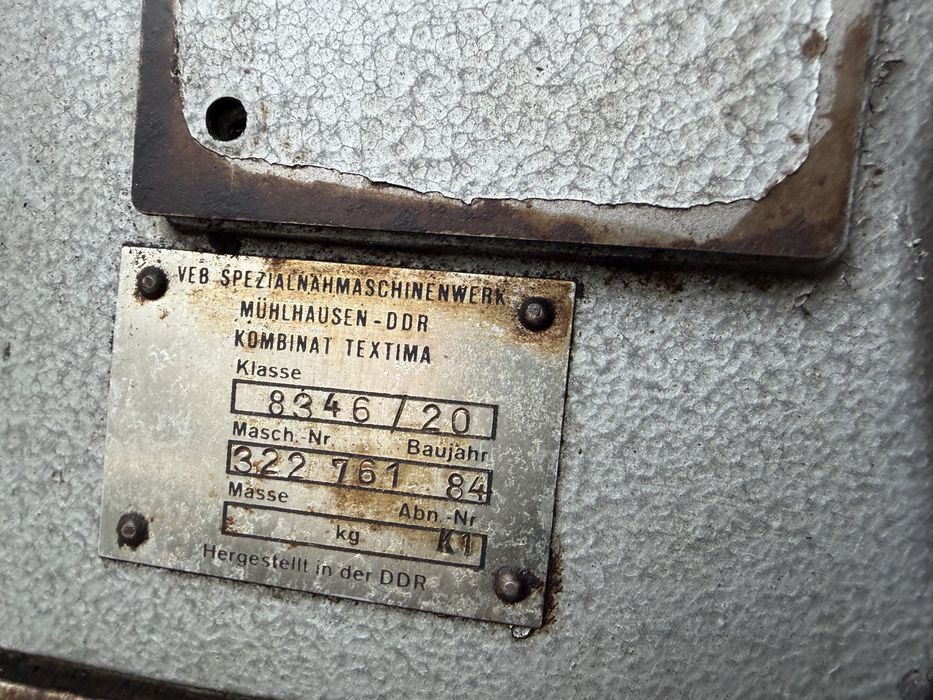 VEB SPEZIALNÄHMASCHINENWERK
MÜHLHAUSEN-DDR
KOMBINAT TEXTIMA
Klasse
8346/20
Masch.-Nr Baujahr
322 761 84
Masse Abn.-Nr
kg K1
Hergestellt in der DDR